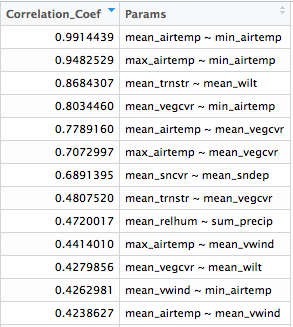 Correlation_Coef Params
0.9914439 mean_airtemp ~ min_airtemp
0.9482529 max_airtemp ~ min_airtemp
0.8684307 mean_trnstr ~ mean_wilt
0.8034460 mean_vegcvr ~ min_airtemp
0.7789160 mean_airtemp ~ mean_vegcvr
0.7072997 max_airtemp ~ mean_vegcvr
0.6891395 mean_sncvr ~ mean_sndep
0.4807520 mean_trnstr ~ mean_vegcvr
0.4720017 mean_relhum ~ sum_precip
0.4414010 max_airtemp ~ mean_vwind
0.4279856 mean_vegcvr ~ mean_wilt
0.4262981 mean_vwind ~ min_airtemp
0.4238627 mean_airtemp ~ mean_vwind